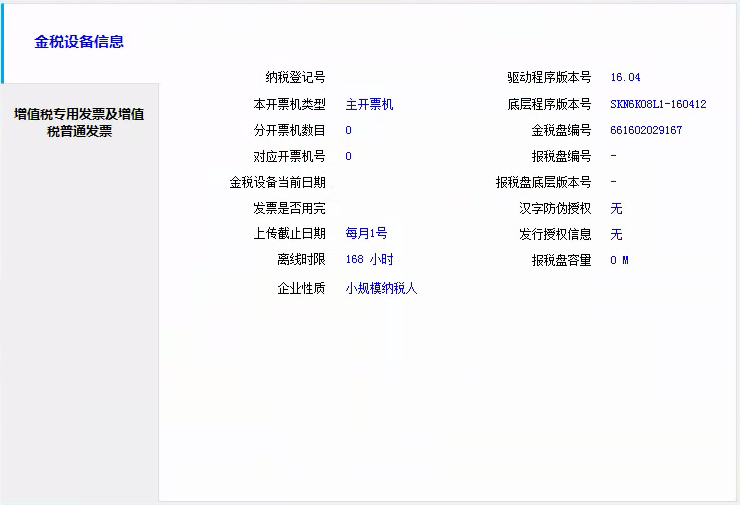 金税设备信息
增值税专用发票及增值
税普通发票
纳税登记号
驱动程序版本号 16.04
本开票机类型 主开票机
底层程序版本号 SKN6K08L1-160412
分开票机数目 0
金税盘编号 661602029167
对应开票机号 0
报税盘编号 -
金税设备当前日期
报税盘底层版本号 -
发票是否用完
汉字防伪授权 无
上传截止日期 每月1号
发行授权信息 无
离线时限 168 小时
报税盘容量 0 M
企业性质 小规模纳税人